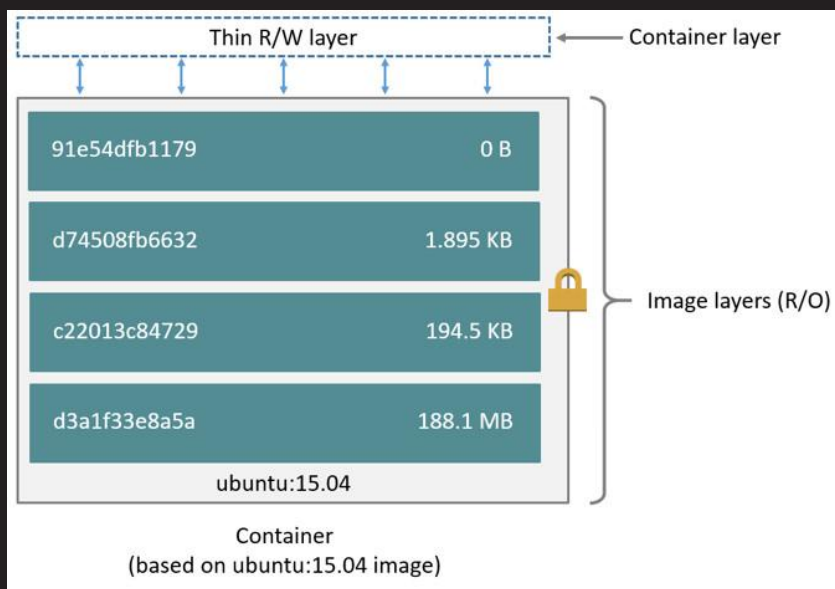 Thin R/W layer
Container layer
91e54dfb1179 0 B
d74508fb6632 1.895 KB
c22013c84729 194.5 KB
Image layers (R/O)
d3a1f33e8a5a 188.1 MB
ubuntu:15.04
Container
(based on ubuntu:15.04 image)